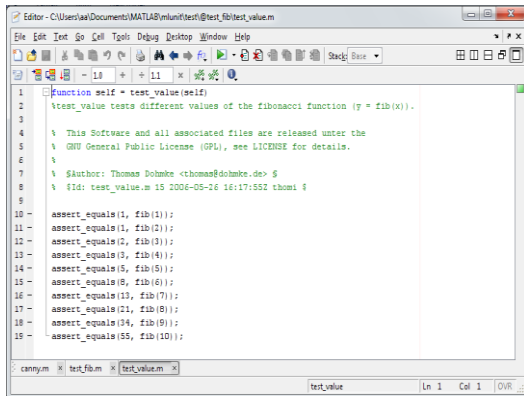 Editor - C:\Users\aa\Documents\MATLAB\mlunit\test\@test_fib\test_value.m
File Edit Text Go Cell Tools Debug Desktop Window Help
Stack: Base
- 1.0 + ÷ 1.1 ×
1 function self = test_value(self)
2 %test_value tests different values of the fibonacci function (y = fib(x)).
3
4 % This Software and all associated files are released under the
5 % GNU General Public License (GPL), see LICENSE for details.
6 %
7 % $Author: Thomas Dohmke <thomas@dohmke.de> $
8 % $Id: test_value.m 15 2006-05-26 16:17:55Z thomi $
9
10 - assert_equals(1, fib(1));
11 - assert_equals(1, fib(2));
12 - assert_equals(2, fib(3));
13 - assert_equals(3, fib(4));
14 - assert_equals(5, fib(5));
15 - assert_equals(8, fib(6));
16 - assert_equals(13, fib(7));
17 - assert_equals(21, fib(8));
18 - assert_equals(34, fib(9));
19 - assert_equals(55, fib(10));
canny.m × test_fib.m × test_value.m ×
test_value Ln 1 Col 1 OVR